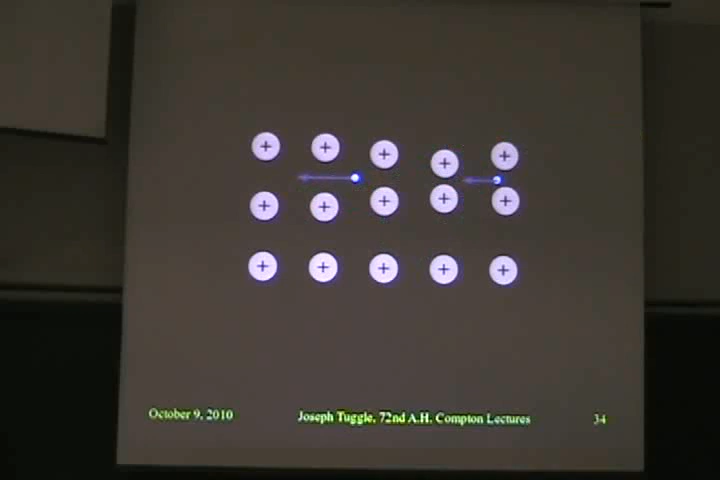 + + + + +
+ + + + +
+ + + + +
October 9, 2010 Joseph Tuggle, 72nd A.H. Compton Lectures 34